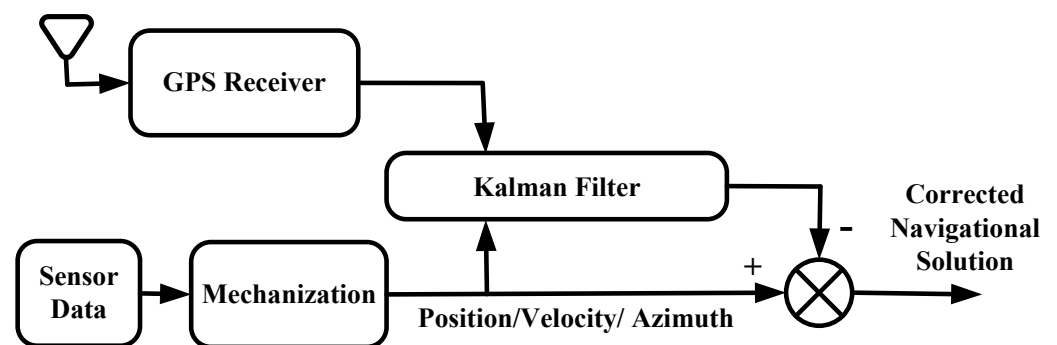 GPS Receiver
Kalman Filter
Corrected
Navigational
Solution
-
+
Sensor
Data
Mechanization
Position/Velocity/ Azimuth